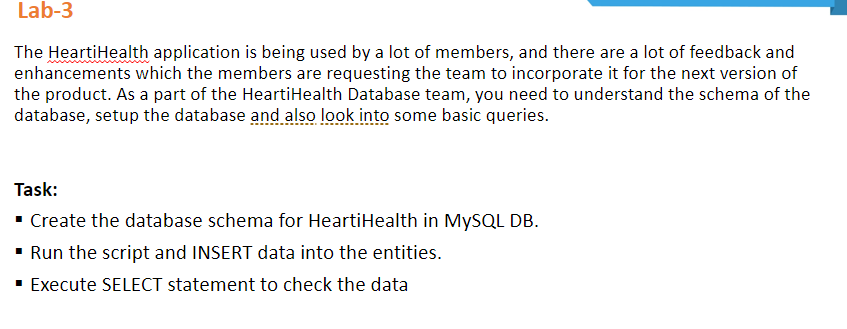 Lab-3
The HeartiHealth application is being used by a lot of members, and there are a lot of feedback and
enhancements which the members are requesting the team to incorporate it for the next version of
the product. As a part of the HeartiHealth Database team, you need to understand the schema of the
database, setup the database and also look into some basic queries.
Task:
▪ Create the database schema for HeartiHealth in MySQL DB.
▪ Run the script and INSERT data into the entities.
▪ Execute SELECT statement to check the data